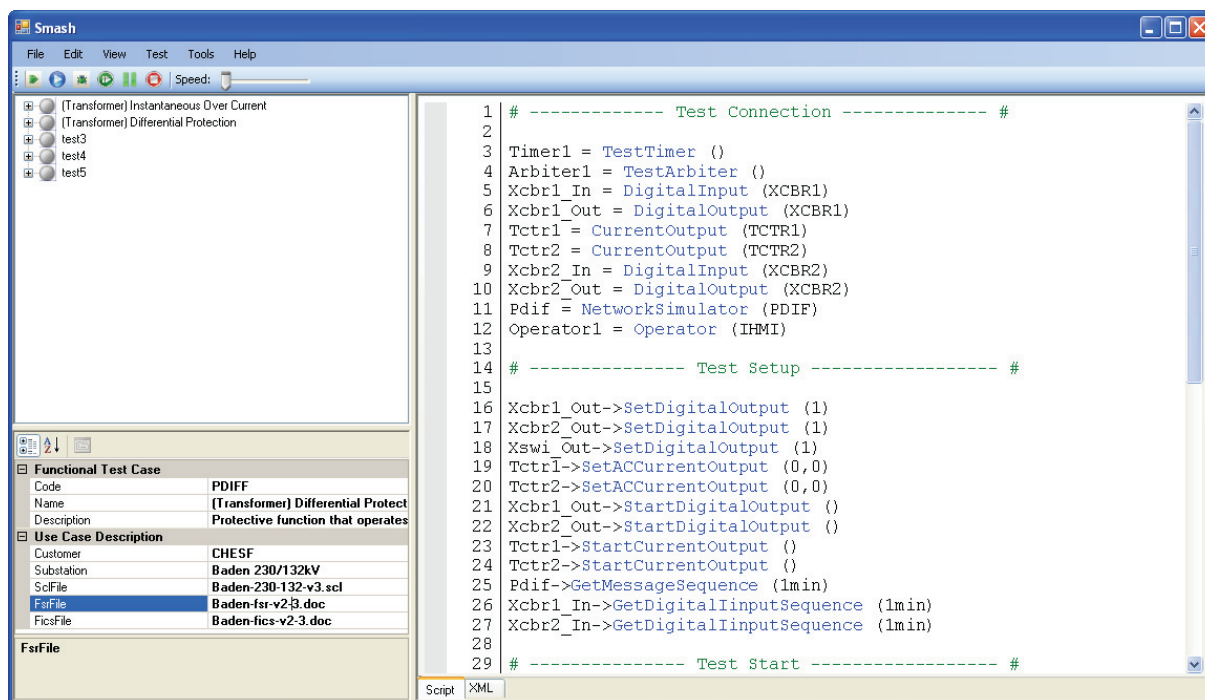 Smash
File Edit View Test Tools Help
Speed:
(Transformer) Instantaneous Over Current
(Transformer) Differential Protection
test3
test4
test5
Functional Test Case
Code PDIFF
Name (Transformer) Differential Protect
Description Protective function that operates
Use Case Description
Customer CHESF
Substation Baden 230/132kV
SclFile Baden-230-132-v3.scl
FsrFile Baden-fsr-v2-3.doc
FicsFile Baden-fics-v2-3.doc
FsrFile
1 # ------------- Test Connection -------------- #
2
3 Timer1 = TestTimer ()
4 Arbiter1 = TestArbiter ()
5 Xcbr1_In = DigitalInput (XCBR1)
6 Xcbr1_Out = DigitalOutput (XCBR1)
7 Tctr1 = CurrentOutput (TCTR1)
8 Tctr2 = CurrentOutput (TCTR2)
9 Xcbr2_In = DigitalInput (XCBR2)
10 Xcbr2_Out = DigitalOutput (XCBR2)
11 Pdif = NetworkSimulator (PDIF)
12 Operator1 = Operator (IHMI)
13
14 # --------------- Test Setup ------------------ #
15
16 Xcbr1_Out->SetDigitalOutput (1)
17 Xcbr2_Out->SetDigitalOutput (1)
18 Xswi_Out->SetDigitalOutput (1)
19 Tctr1->SetACCurrentOutput (0,0)
20 Tctr2->SetACCurrentOutput (0,0)
21 Xcbr1_Out->StartDigitalOutput ()
22 Xcbr2_Out->StartDigitalOutput ()
23 Tctr1->StartCurrentOutput ()
24 Tctr2->StartCurrentOutput ()
25 Pdif->GetMessageSequence (1min)
26 Xcbr1_In->GetDigitalIinputSequence (1min)
27 Xcbr2_In->GetDigitalIinputSequence (1min)
28
29 # --------------- Test Start ------------------ #
Script XML